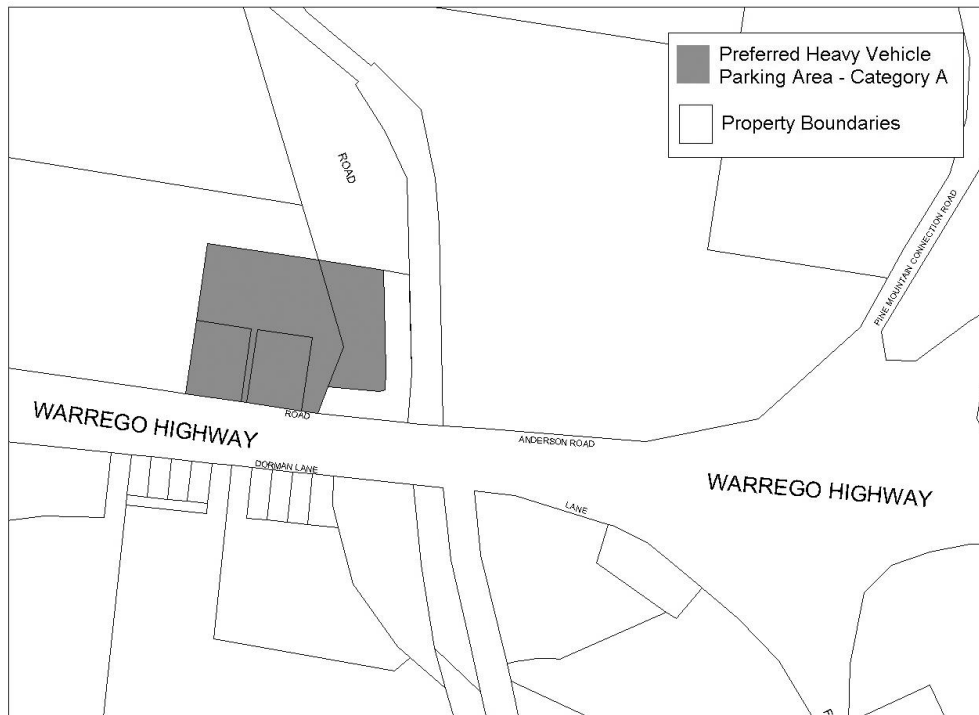 Preferred Heavy Vehicle
Parking Area - Category A
Property Boundaries
ROAD
PINE MOUNTAIN CONNECTION ROAD
ROAD
WARREGO HIGHWAY
ANDERSON ROAD
DORMAN LANE
WARREGO HIGHWAY
LANE